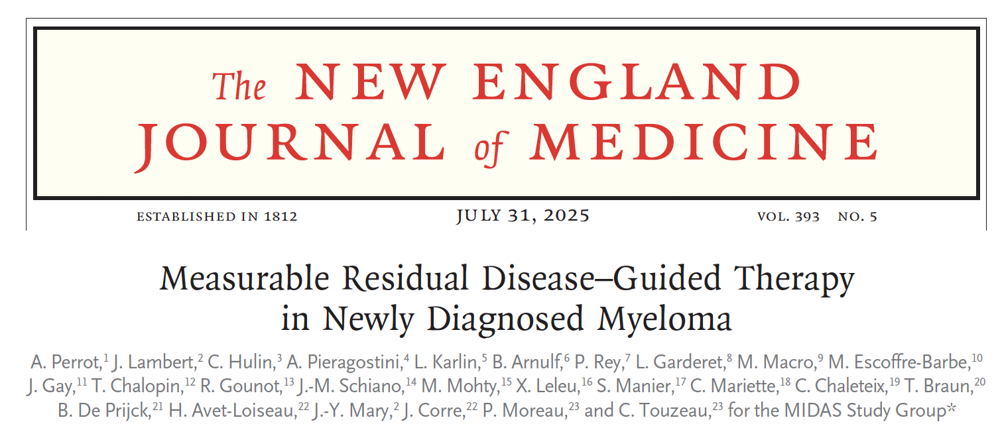 The NEW ENGLAND
JOURNAL of MEDICINE
ESTABLISHED IN 1812 JULY 31, 2025 VOL. 393 NO. 5
Measurable Residual Disease–Guided Therapy
in Newly Diagnosed Myeloma
A. Perrot,1 J. Lambert,2 C. Hulin,3 A. Pieragostini,4 L. Karlin,5 B. Arnulf,6 P. Rey,7 L. Garderet,8 M. Macro,9 M. Escoffre-Barbe,10
J. Gay,11 T. Chalopin,12 R. Gounot,13 J.-M. Schiano,14 M. Mohty,15 X. Leleu,16 S. Manier,17 C. Mariette,18 C. Chaleteix,19 T. Braun,20
B. De Prijck,21 H. Avet-Loiseau,22 J.-Y. Mary,2 J. Corre,22 P. Moreau,23 and C. Touzeau,23 for the MIDAS Study Group*